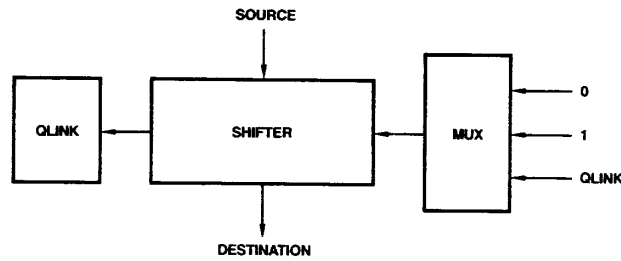 SOURCE
QLINK
SHIFTER
MUX
0
1
QLINK
DESTINATION